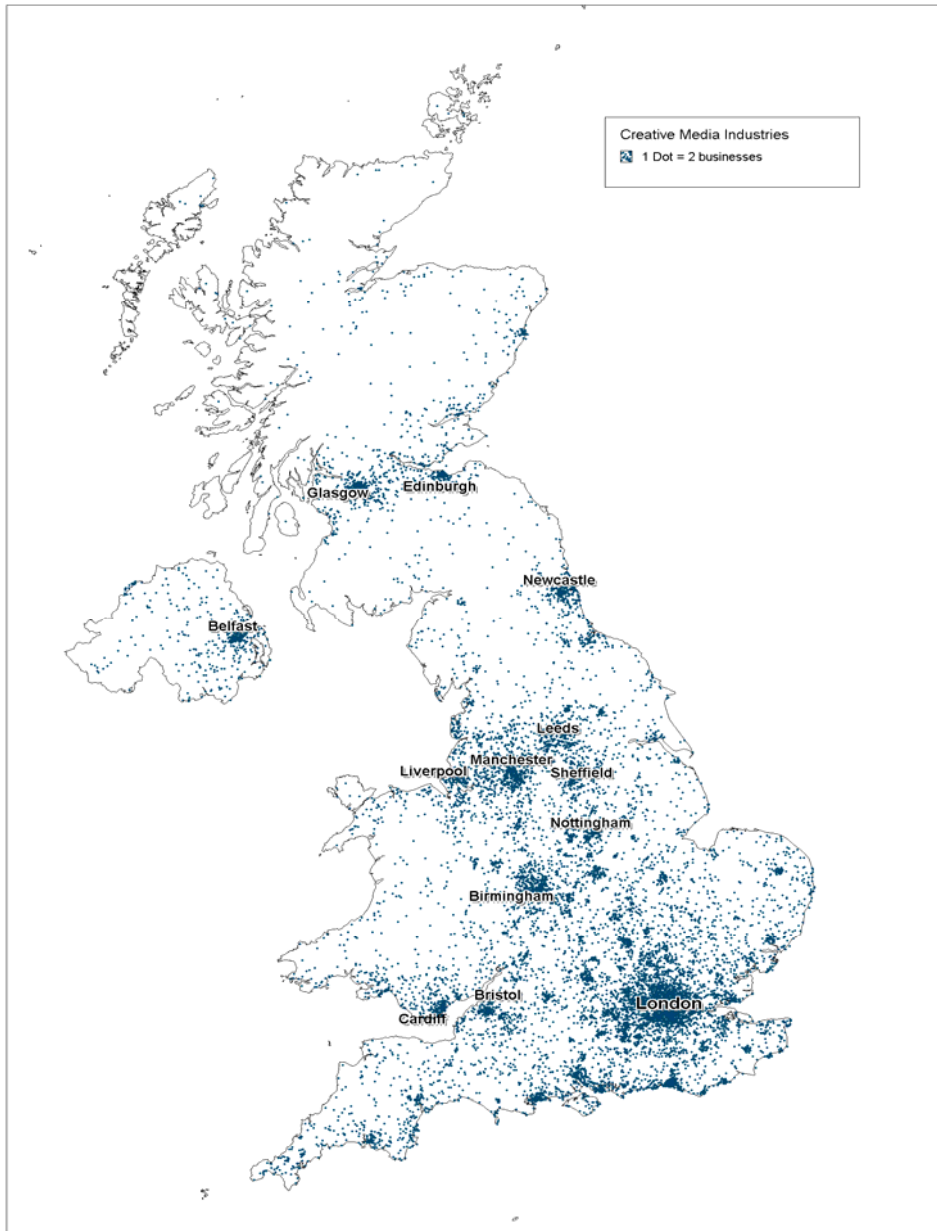 Creative Media Industries
1 Dot = 2 businesses
Glasgow
Edinburgh
Newcastle
Belfast
Leeds
Manchester
Liverpool
Sheffield
Nottingham
Birmingham
London
Bristol
Cardiff